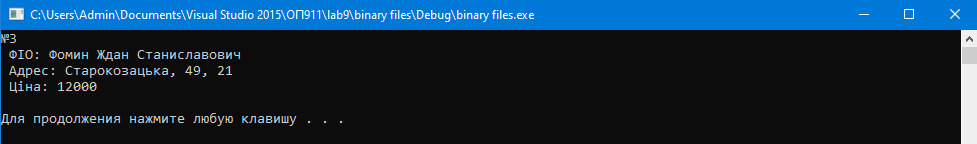 C:\Users\Admin\Documents\Visual Studio 2015\ОП911\lab9\binary files\Debug\binary files.exe
№3
ФІО: Фомин Ждан Станиславович
Адрес: Старокозацька, 49, 21
Ціна: 12000
Для продолжения нажмите любую клавишу . . .